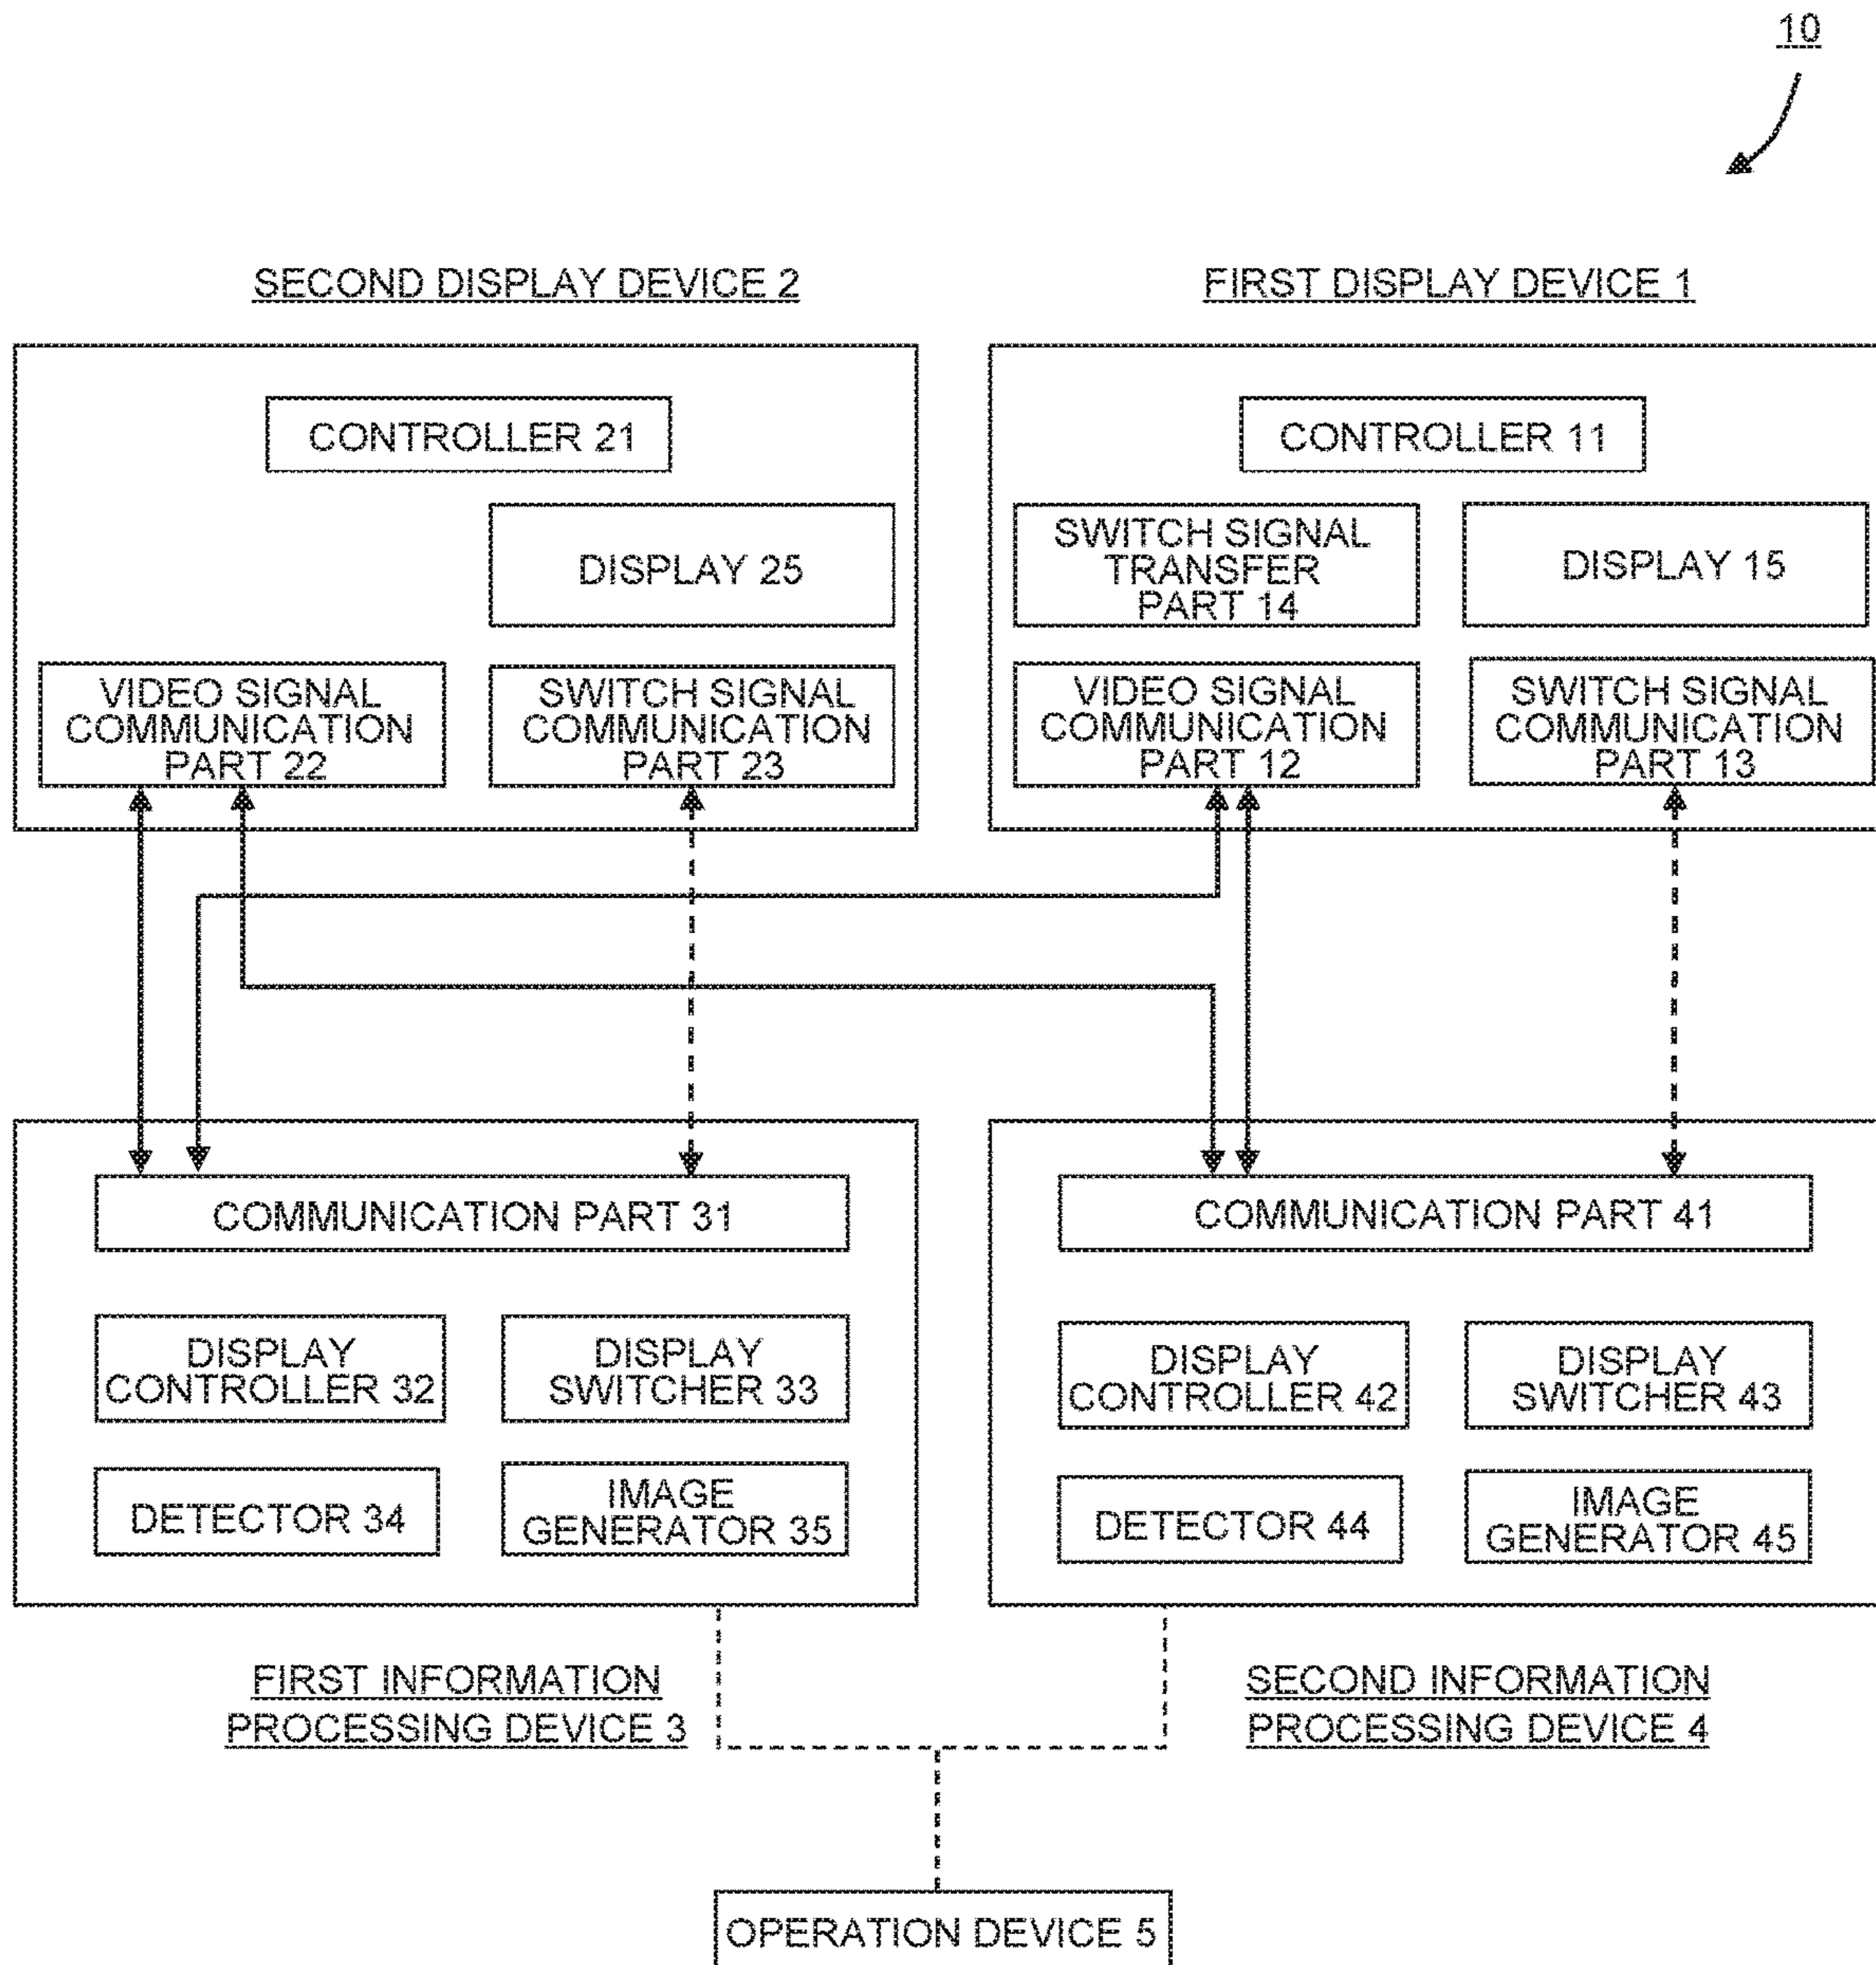 10
SECOND DISPLAY DEVICE 2
FIRST DISPLAY DEVICE 1
CONTROLLER 21
DISPLAY 25
VIDEO SIGNAL
COMMUNICATION
PART 22
SWITCH SIGNAL
COMMUNICATION
PART 23
CONTROLLER 11
SWITCH SIGNAL
TRANSFER
PART 14
DISPLAY 15
VIDEO SIGNAL
COMMUNICATION
PART 12
SWITCH SIGNAL
COMMUNICATION
PART 13
COMMUNICATION PART 31
DISPLAY
CONTROLLER 32
DISPLAY
SWITCHER 33
DETECTOR 34
IMAGE
GENERATOR 35
COMMUNICATION PART 41
DISPLAY
CONTROLLER 42
DISPLAY
SWITCHER 43
DETECTOR 44
IMAGE
GENERATOR 45
FIRST INFORMATION
PROCESSING DEVICE 3
SECOND INFORMATION
PROCESSING DEVICE 4
OPERATION DEVICE 5